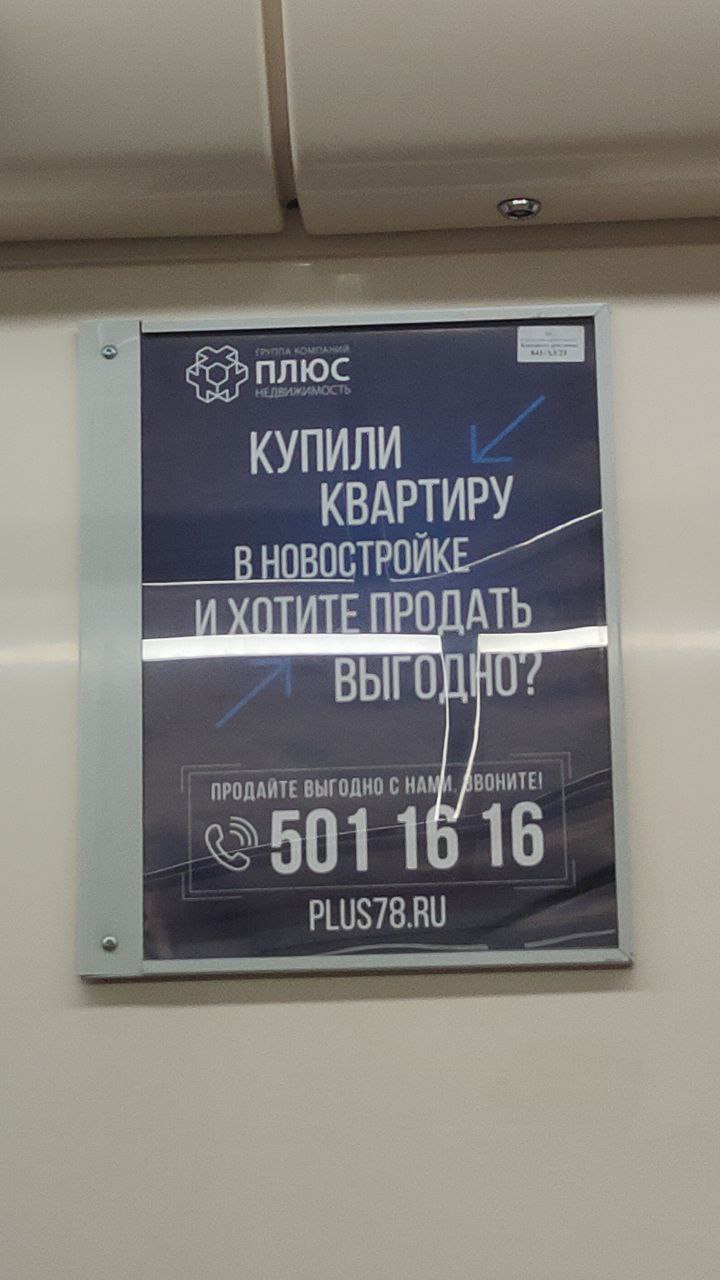 ГРУППА КОМПАНИЙ
ПЛЮС
НЕДВИЖИМОСТЬ
КУПИЛИ
КВАРТИРУ
В НОВОСТРОЙКЕ
И ХОТИТЕ ПРОДАТЬ
ВЫГОДНО?
ПРОДАЙТЕ ВЫГОДНО С НАМИ, ЗВОНИТЕ!
501 16 16
PLUS78.RU